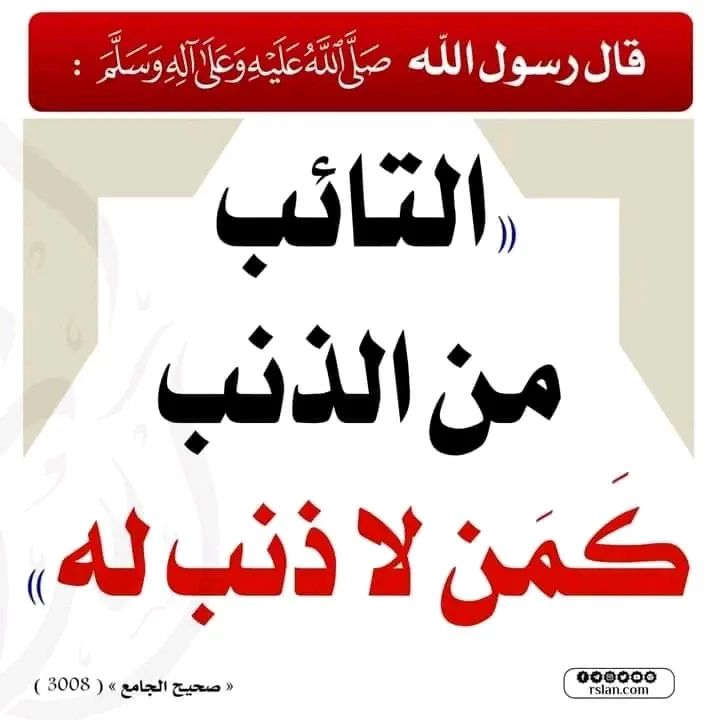 قال رسول الله صَلَّى اللَّهُ عَلَيْهِ وَعَلَىٰ آلِهِ وَسَلَّمَ :
(( التائب
من الذنب
كَمَن لا ذنب له ))
« صحيح الجامع » ( 3008 )
rslan.com